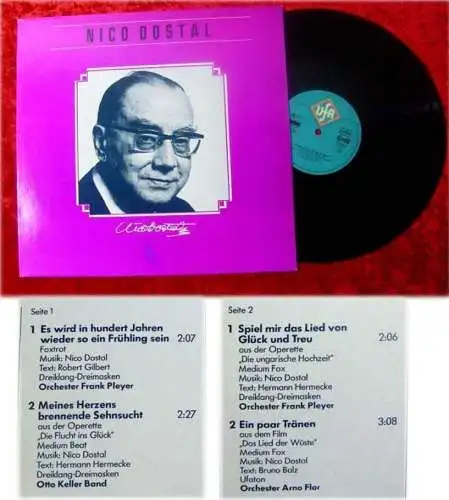 NICO DOSTAL
Nico Dostal
Ufa
Seite 1
1 Es wird in hundert Jahren
wieder so ein Frühling sein 2:07
Foxtrot
Musik: Nico Dostal
Text: Robert Gilbert
Dreiklang-Dreimasken
Orchester Frank Pleyer
2 Meines Herzens
brennende Sehnsucht 2:27
aus der Operette
„Die Flucht ins Glück"
Medium Beat
Musik: Nico Dostal
Text: Hermann Hermecke
Dreiklang-Dreimasken
Otto Keller Band
Seite 2
1 Spiel mir das Lied von
Glück und Treu 2:06
aus der Operette
„Die ungarische Hochzeit"
Medium Fox
Musik: Nico Dostal
Text: Hermann Hermecke
Dreiklang-Dreimasken
Orchester Frank Pleyer
2 Ein paar Tränen 3:08
aus dem Film
„Das Lied der Wüste"
Medium Fox
Musik: Nico Dostal
Text: Bruno Balz
Ufaton
Orchester Arno Flor